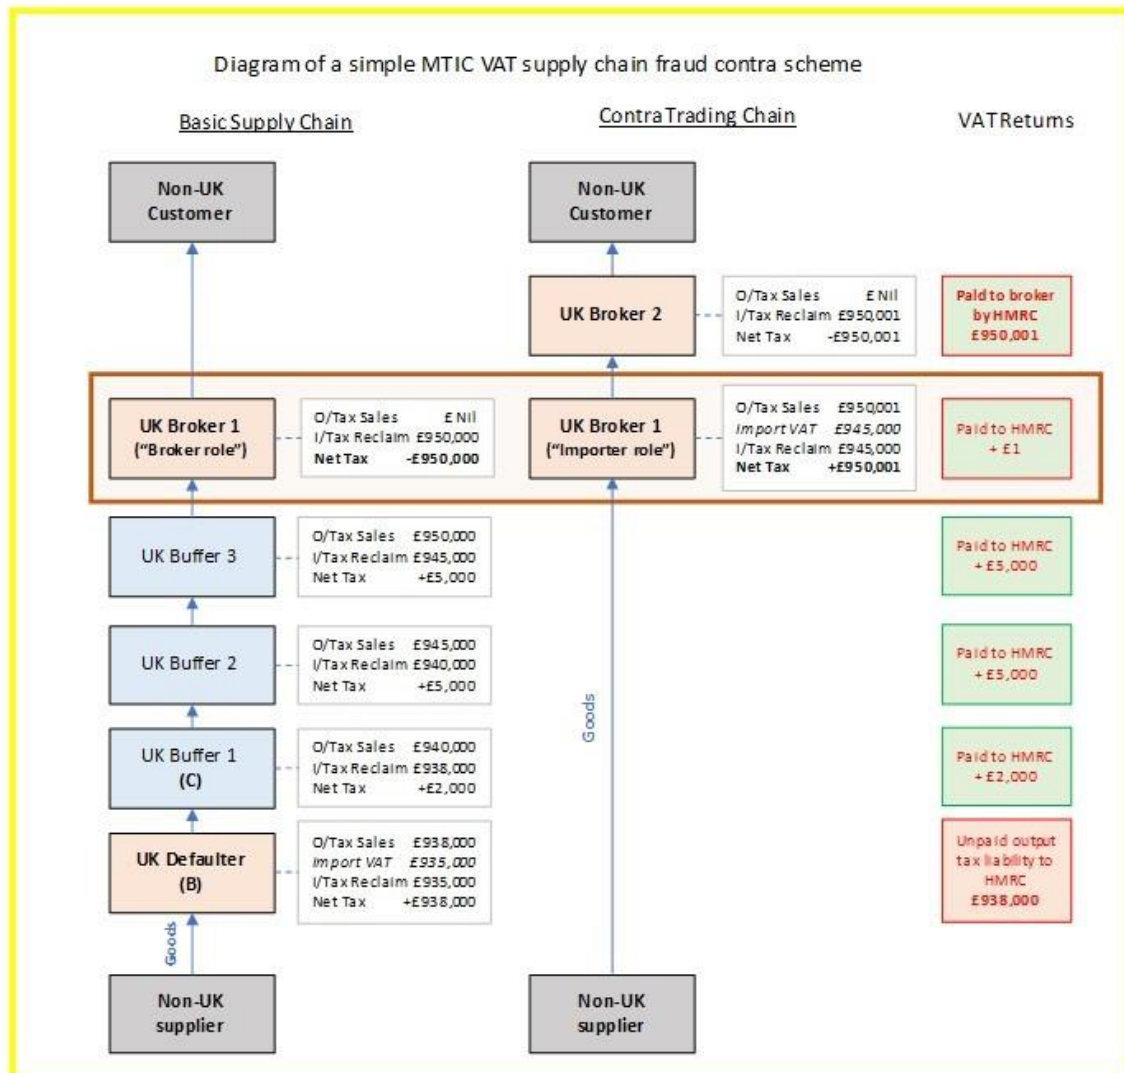 Diagram of a simple MTIC VAT supply chain fraud contra scheme
Basic Supply Chain
Contra Trading Chain
VAT Returns
Non-UK
Customer
Non-UK
Customer
UK Broker 2
O/Tax Sales £ Nil
I/Tax Reclaim £950,001
Net Tax -£950,001
Paid to broker
by HMRC
£950,001
UK Broker 1
("Broker role")
O/Tax Sales £ Nil
I/Tax Reclaim £950,000
Net Tax -£950,000
UK Broker 1
("Importer role")
O/Tax Sales £950,001
Import VAT £945,000
I/Tax Reclaim £945,000
Net Tax +£950,001
Paid to HMRC
+ £1
UK Buffer 3
O/Tax Sales £950,000
I/Tax Reclaim £945,000
Net Tax +£5,000
Paid to HMRC
+ £5,000
UK Buffer 2
O/Tax Sales £945,000
I/Tax Reclaim £940,000
Net Tax +£5,000
Paid to HMRC
+ £5,000
Goods
UK Buffer 1
(C)
O/Tax Sales £940,000
I/Tax Reclaim £938,000
Net Tax +£2,000
Paid to HMRC
+ £2,000
UK Defaulter
(B)
O/Tax Sales £938,000
Import VAT £935,000
I/Tax Reclaim £935,000
Net Tax +£938,000
Unpaid output
tax liability to
HMRC
£938,000
Goods
Non-UK
supplier
Non-UK
supplier